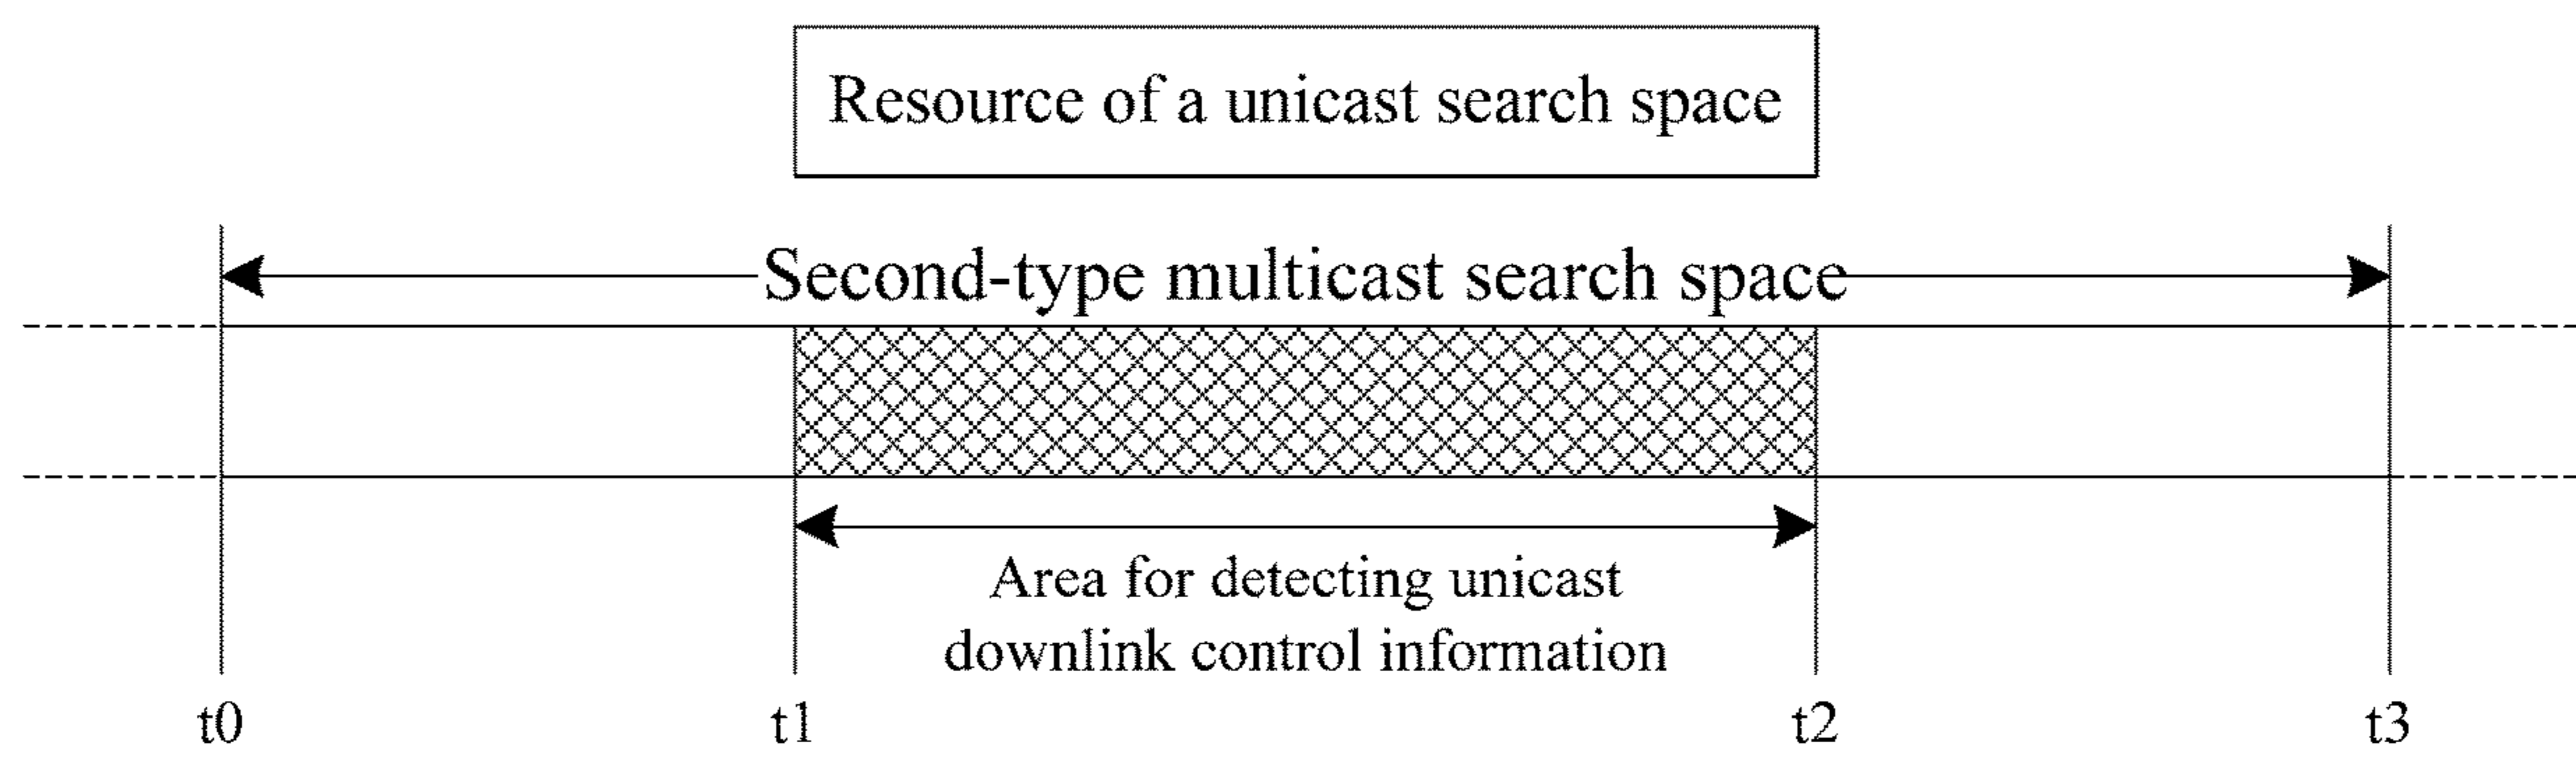 Resource of a unicast search space
Second-type multicast search space
Area for detecting unicast
downlink control information
t0 t1 t2 t3